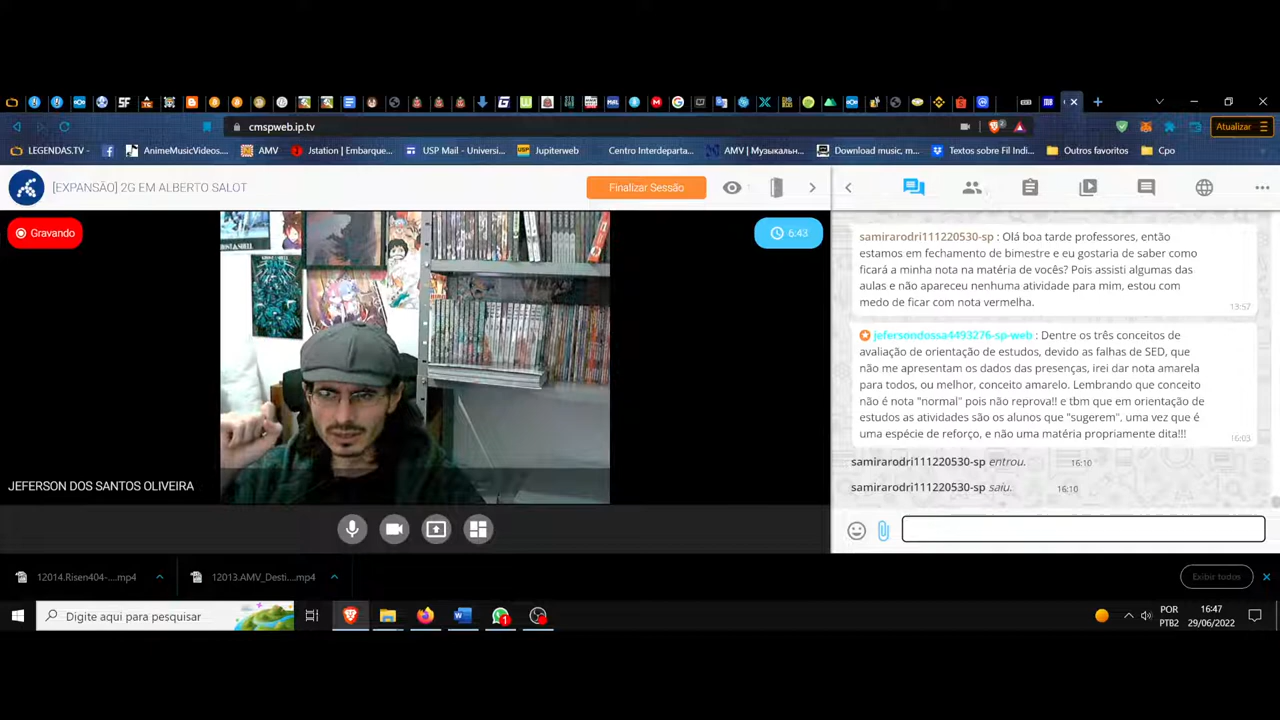 Atualizar
cmspweb.ip.tv
LEGENDAS.TV -
AnimeMusicVideos...
AMV
Jstation | Embarque...
USP Mail - Universi...
Jupiterweb
Centro Interdeparta...
AMV | Музыкальн...
Download music, m...
Textos sobre Fil Indi...
Outros favoritos
Cpo
[EXPANSÃO] 2G EM ALBERTO SALOT
Finalizar Sessão
Gravando
6:43
JEFERSON DOS SANTOS OLIVEIRA
samirarodri111220530-sp : Olá boa tarde professores, então
estamos em fechamento de bimestre e eu gostaria de saber como
ficará a minha nota na matéria de vocês? Pois assisti algumas das
aulas e não apareceu nenhuma atividade para mim, estou com
medo de ficar com nota vermelha.
13:57
jefersondossa4493276-sp-web : Dentre os três conceitos de
avaliação de orientação de estudos, devido as falhas de SED, que
não me apresentam os dados das presenças, irei dar nota amarela
para todos, ou melhor, conceito amarelo. Lembrando que conceito
não é nota "normal" pois não reprova!! e tbm que em orientação de
estudos as atividades são os alunos que "sugerem", uma vez que é
uma espécie de reforço, e não uma matéria propriamente dita!!!
16:03
samirarodri111220530-sp entrou. 16:10
samirarodri111220530-sp saiu. 16:10
12014.Risen404-....mp4
12013.AMV_Desti....mp4
Exibir todos
Digite aqui para pesquisar
POR
PTB2
16:47
29/06/2022